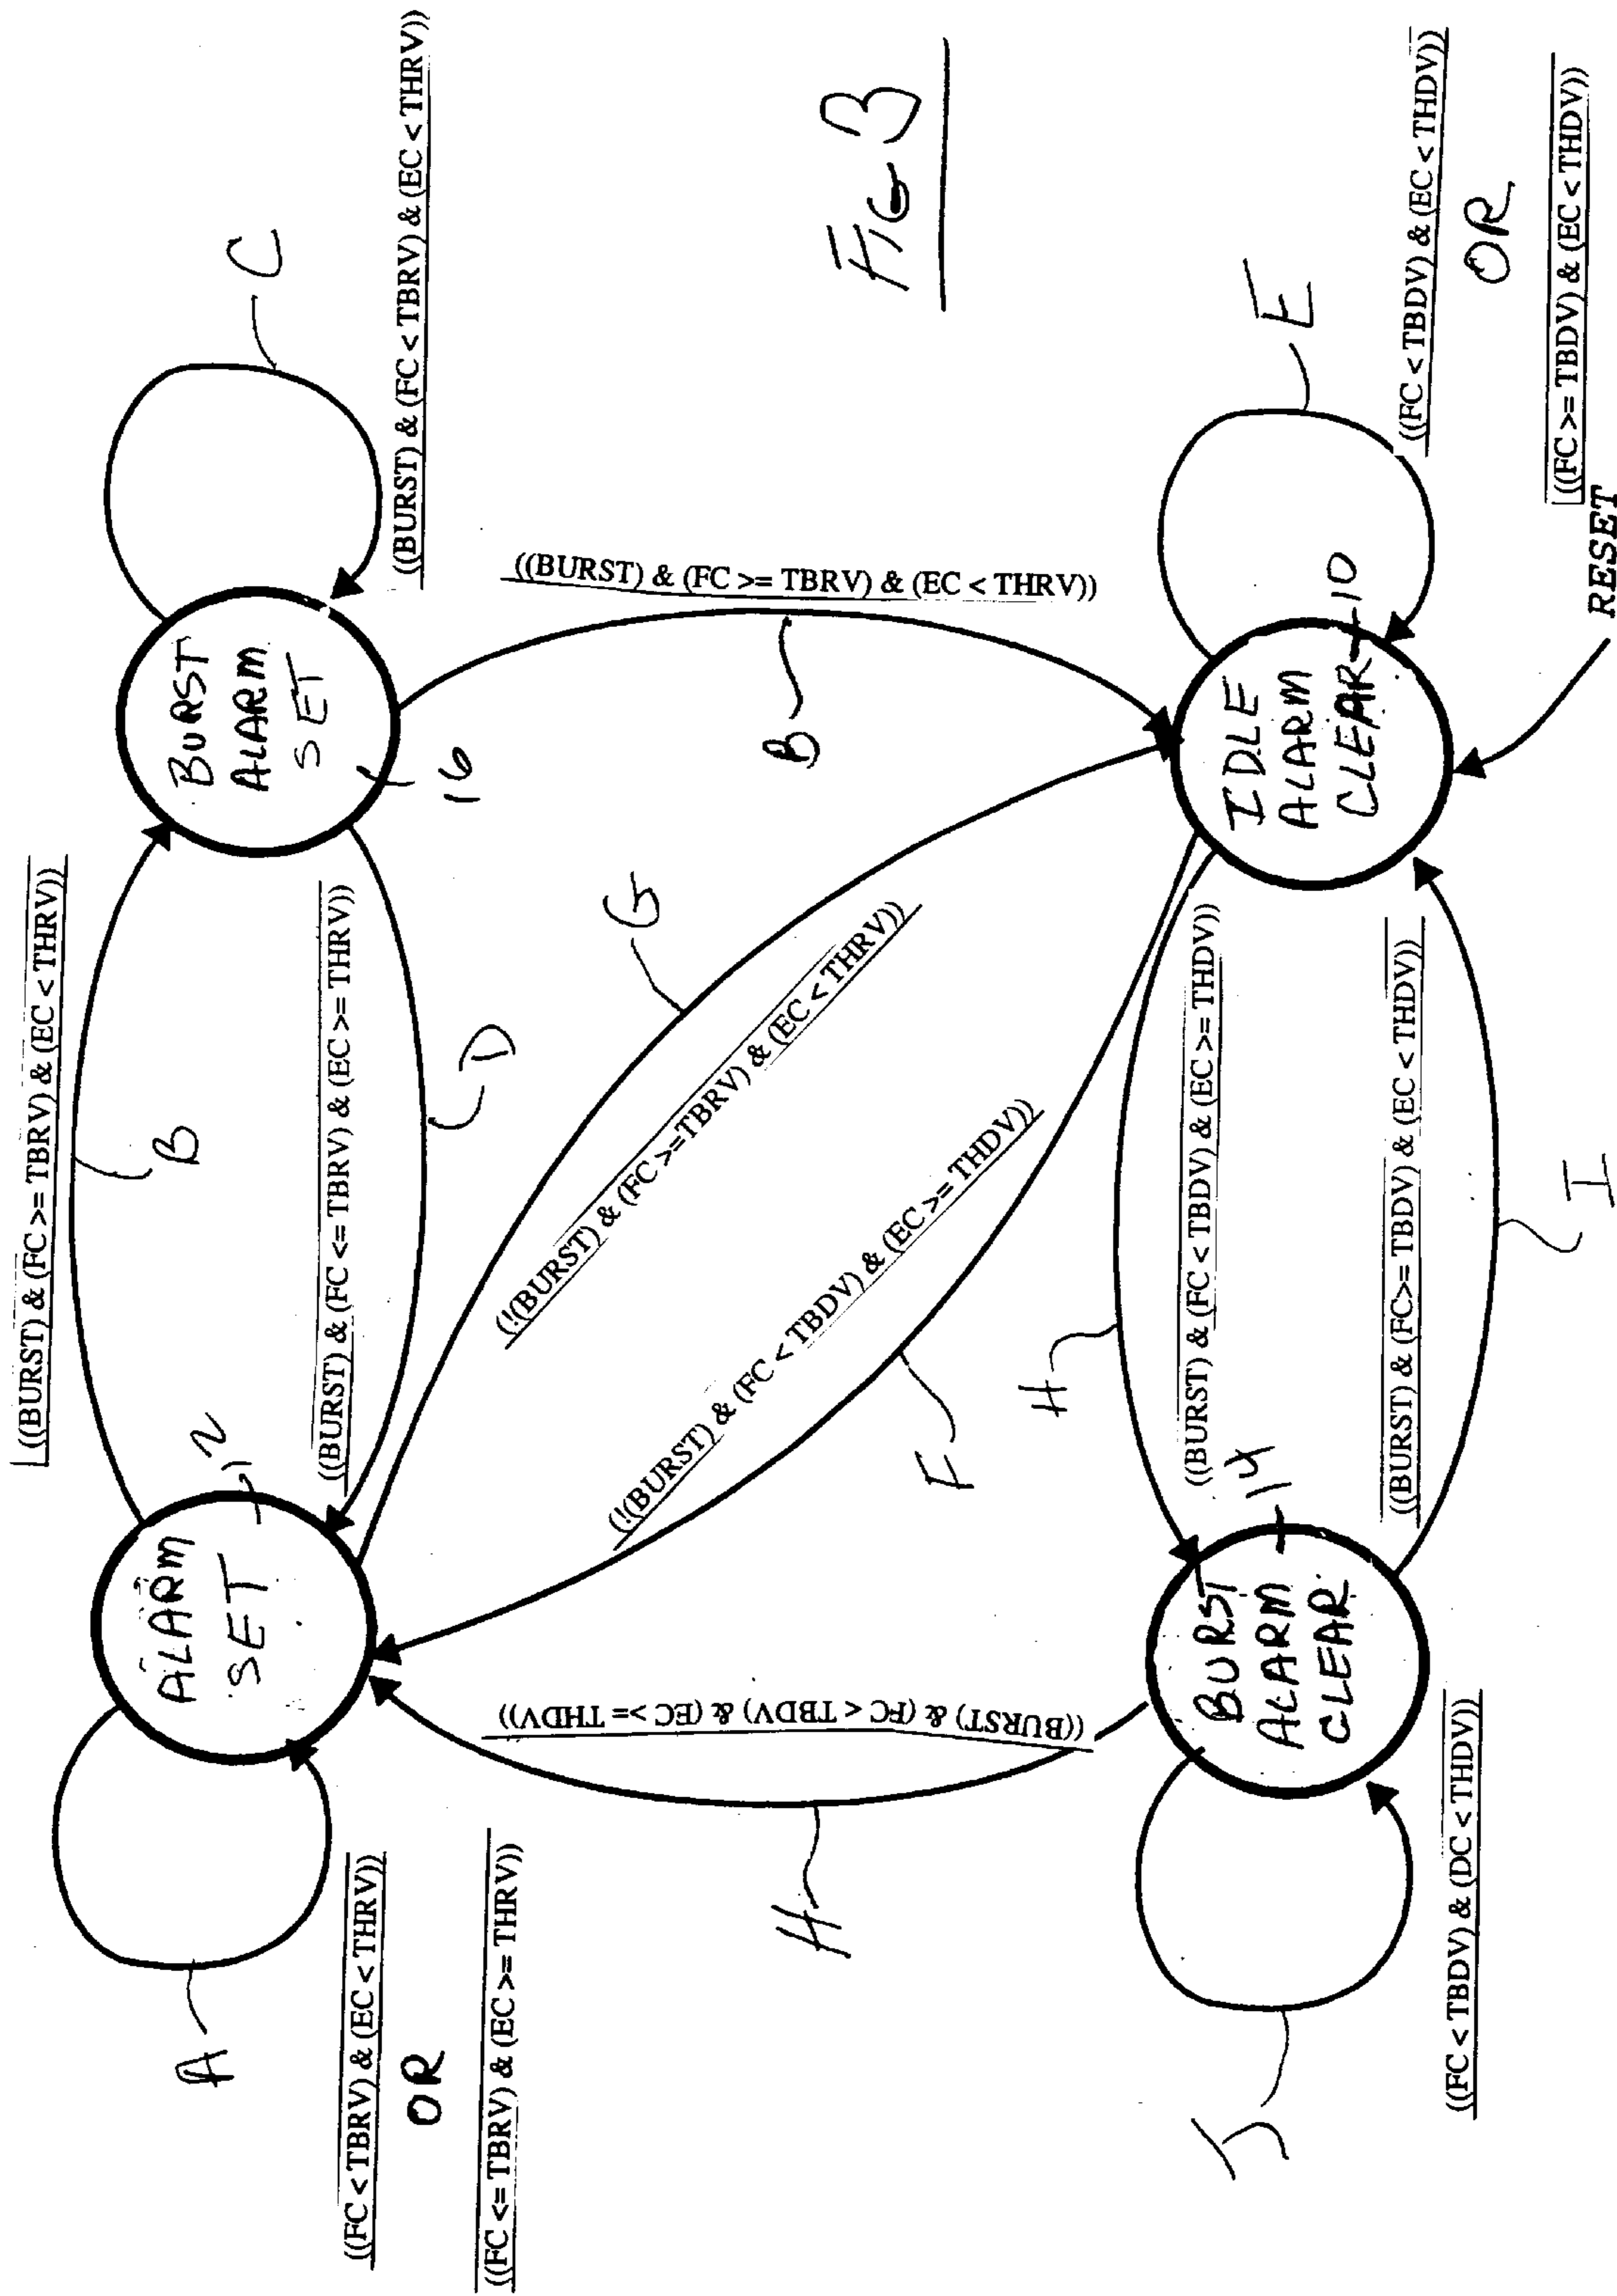 ((BURST) & (FC >= TBRV) & (EC < THRV))
B
((BURST) & (FC <= TBRV) & (EC >= THRV))
D
ALARM
SET
12
BURST
ALARM
SET
16
A
((FC < TBRV) & (EC < THRV))
OR
((FC <= TBRV) & (EC >= THRV))
C
((BURST) & (FC < TBRV) & (EC < THRV))
((BURST) & (FC >= TBRV) & (EC < THRV))
B
G
(!(BURST) & (FC >=TBRV) & (EC < THRV))
(!(BURST) & (FC < TBDV) & (EC >= THDV))
F
((BURST) & (FC < TBDV) & (EC >= THDV))
H
FIG 3
H
((BURST) & (FC < TBDV) & (EC >= THDV))
((BURST) & (FC>= TBDV) & (EC < THDV))
I
BURST
ALARM
CLEAR
14
IDLE
ALARM
CLEAR
10
J
((FC < TBDV) & (DC < THDV))
E
((FC < TBDV) & (EC < THDV))
OR
((FC >= TBDV) & (EC < THDV))
RESET